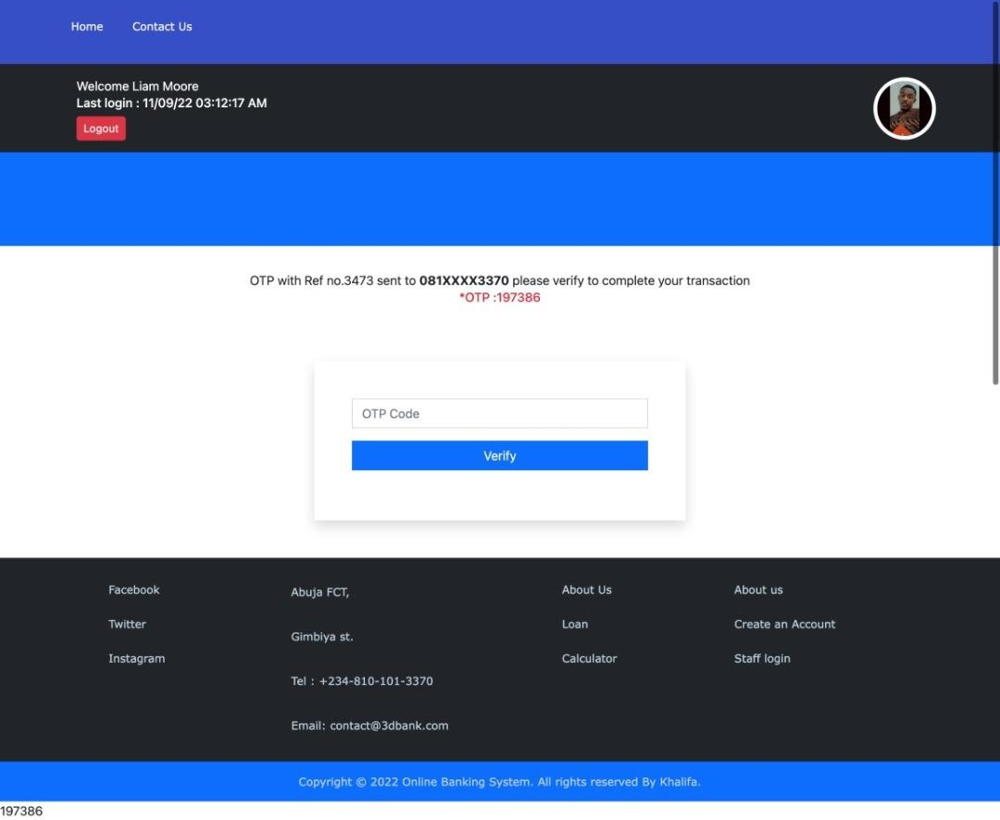 Home Contact Us
Welcome Liam Moore
Last login : 11/09/22 03:12:17 AM
Logout
OTP with Ref no.3473 sent to 081XXXX3370 please verify to complete your transaction
*OTP :197386
OTP Code
Verify
Facebook
Twitter
Instagram
Abuja FCT,
Gimbiya st.
Tel : +234-810-101-3370
Email: contact@3dbank.com
About Us
Loan
Calculator
About us
Create an Account
Staff login
Copyright © 2022 Online Banking System. All rights reserved By Khalifa.
197386